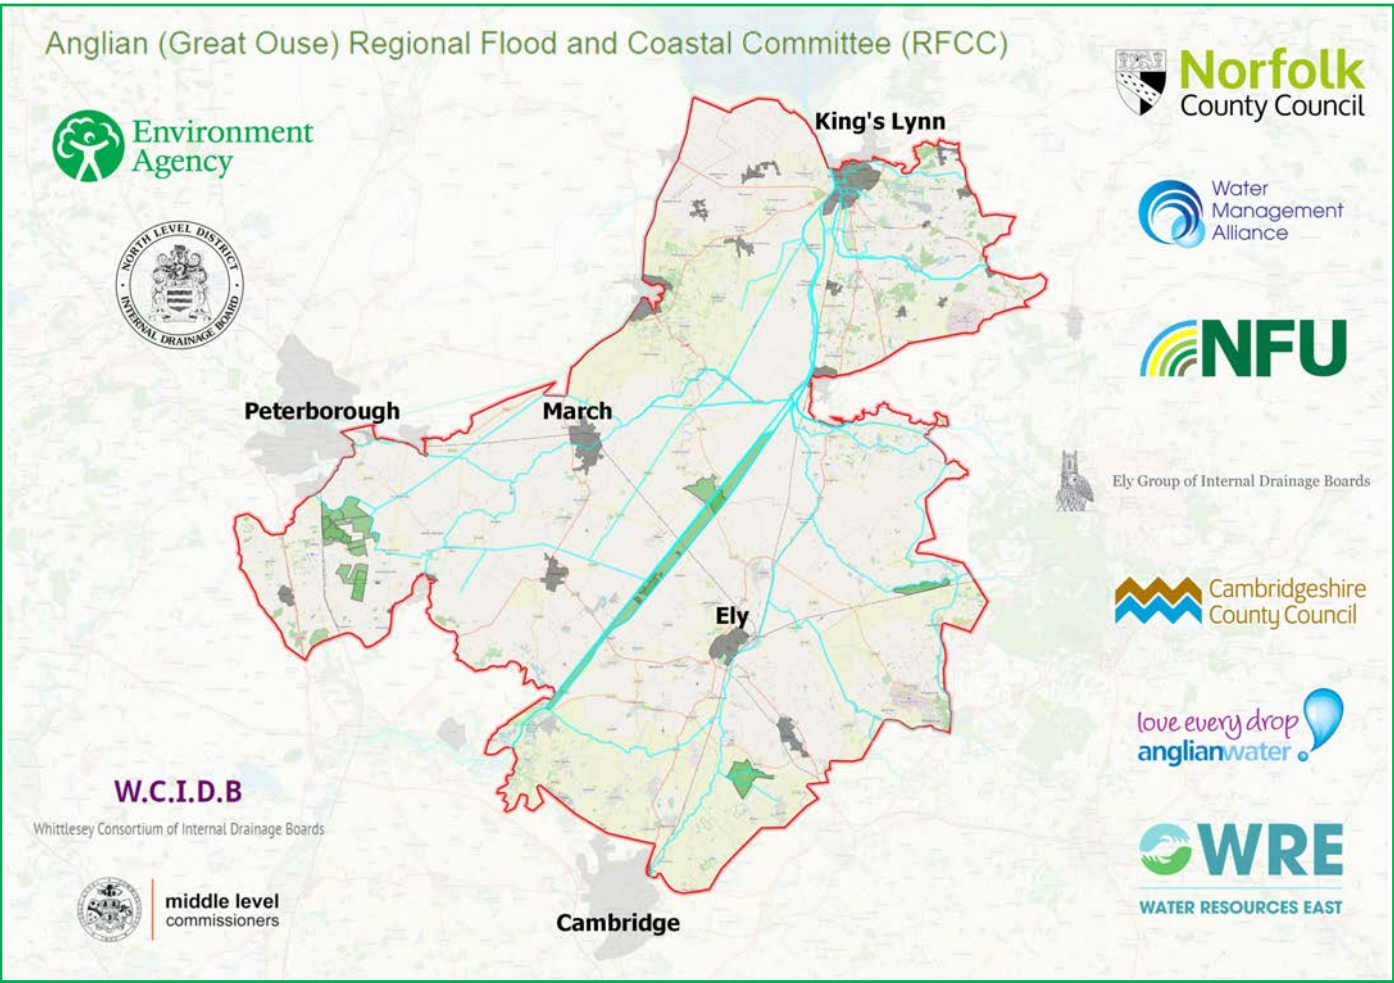 Anglian (Great Ouse) Regional Flood and Coastal Committee (RFCC)
Environment
Agency
NORTH LEVEL DISTRICT
INTERNAL DRAINAGE BOARD
King's Lynn
Peterborough
March
Ely
Cambridge
W.C.I.D.B
Whittlesey Consortium of Internal Drainage Boards
middle level
commissioners
Norfolk
County Council
Water
Management
Alliance
NFU
Ely Group of Internal Drainage Boards
Cambridgeshire
County Council
love every drop
anglianwater
WRE
WATER RESOURCES EAST